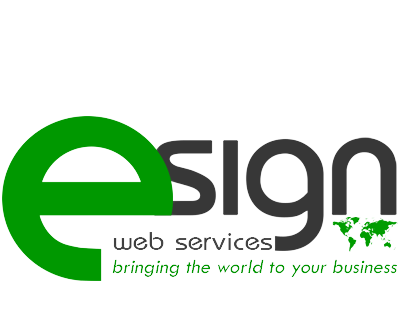 esign
web services
bringing the world to your business